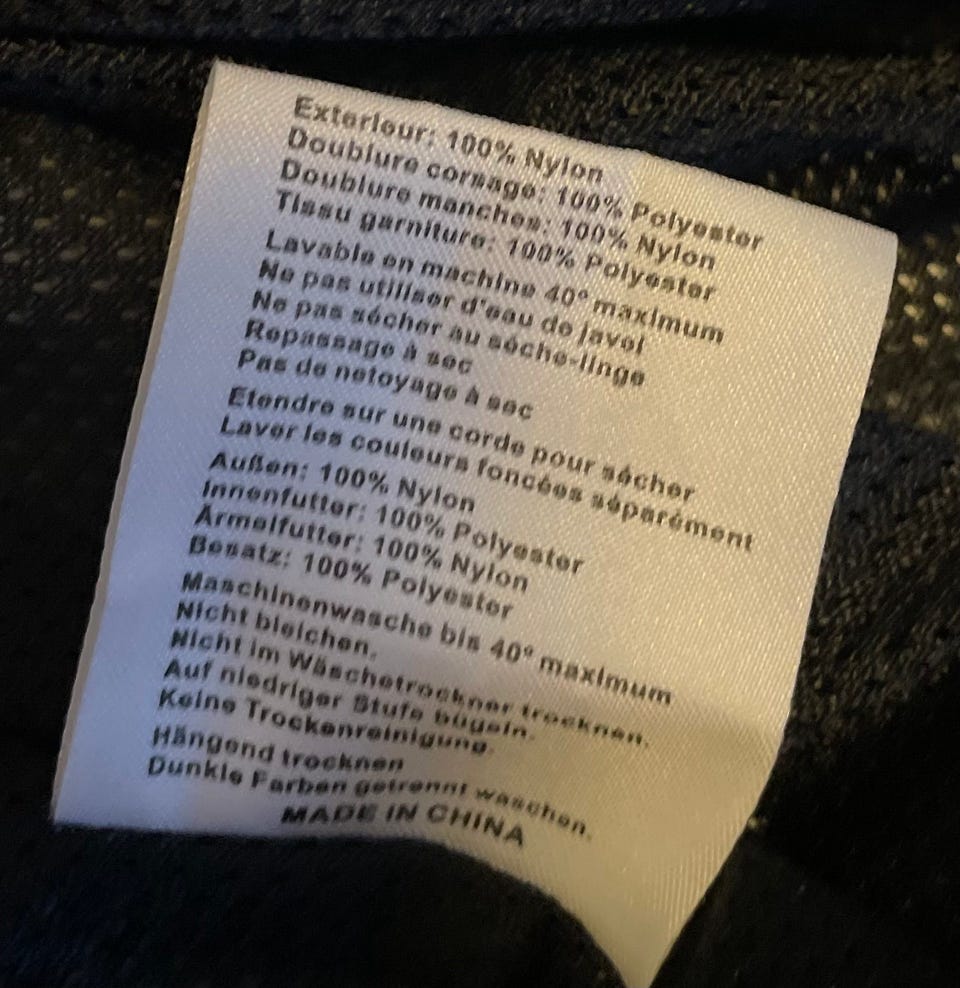 Exterieur: 100% Nylon
Doublure corsage: 100% Polyester
Doublure manches: 100% Nylon
Tissu garniture: 100% Polyester
Lavable en machine 40° maximum
Ne pas utiliser d'eau de javel
Ne pas sécher au sèche-linge
Repassage à sec
Pas de netoyage à sec
Etendre sur une corde pour sécher
Laver les couleurs foncées séparément
Außen: 100% Nylon
Innenfutter: 100% Polyester
Ärmelfutter: 100% Nylon
Besatz: 100% Polyester
Maschinenwasche bis 40° maximum
Nicht bleichen.
Nicht im Wäschetrockner trocknen.
Auf niedriger Stufe bügeln.
Keine Trockenreinigung.
Hängend trocknen
Dunkle Farben getrennt waschen.
MADE IN CHINA